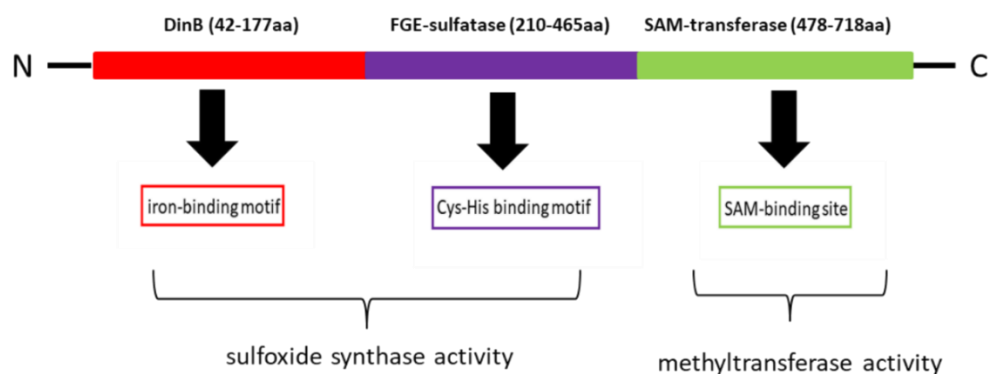 DinB (42-177aa) FGE-sulfatase (210-465aa) SAM-transferase (478-718aa)
N C
iron-binding motif Cys-His binding motif SAM-binding site
sulfoxide synthase activity methyltransferase activity